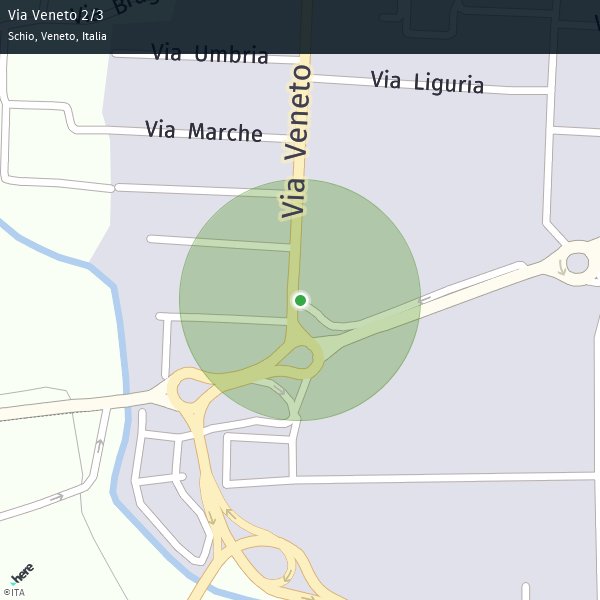 Via Veneto 2/3
Schio, Veneto, Italia
Via Umbria
Via Liguria
Via Veneto
Via Marche
here
©ITA